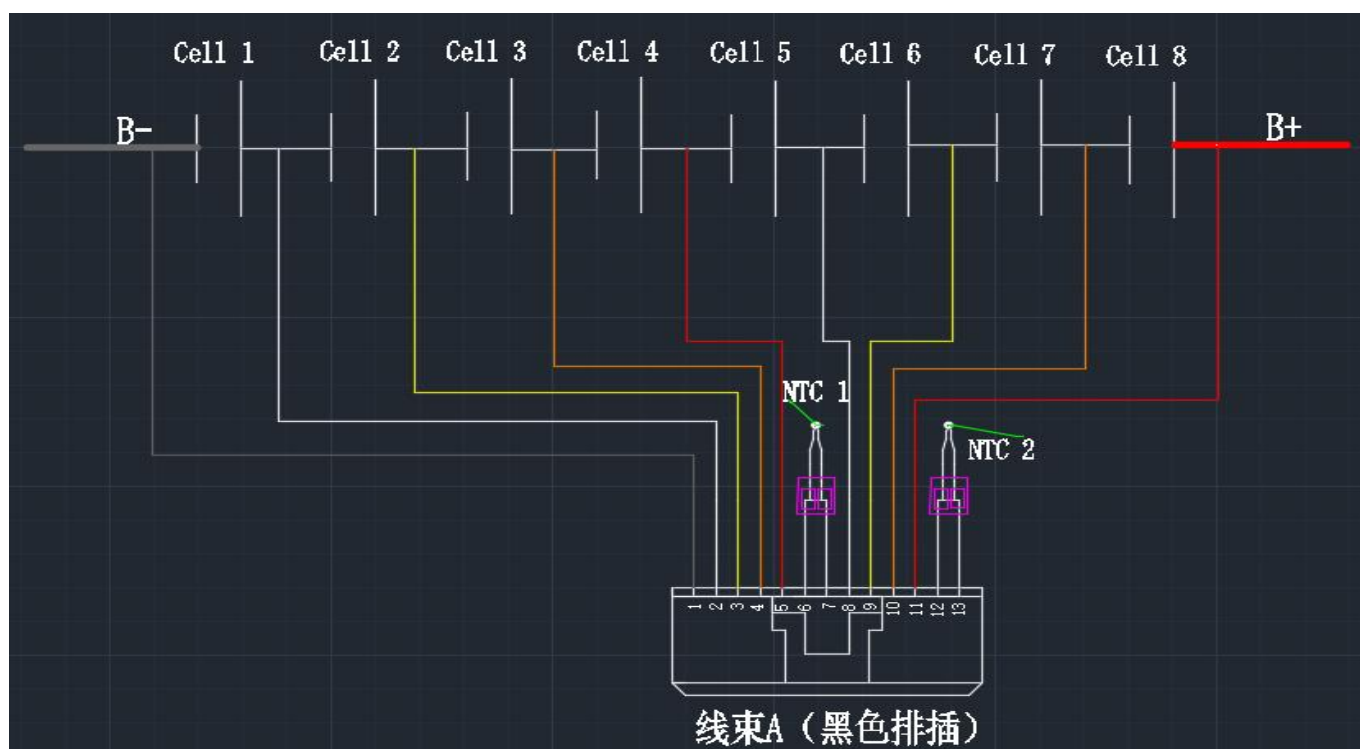 Cell 1 Cell 2 Cell 3 Cell 4 Cell 5 Cell 6 Cell 7 Cell 8
B- B+
NTC 1
NTC 2
1 2 3 4 5 6 7 8 9 10 11 12 13
线束A（黑色排插）